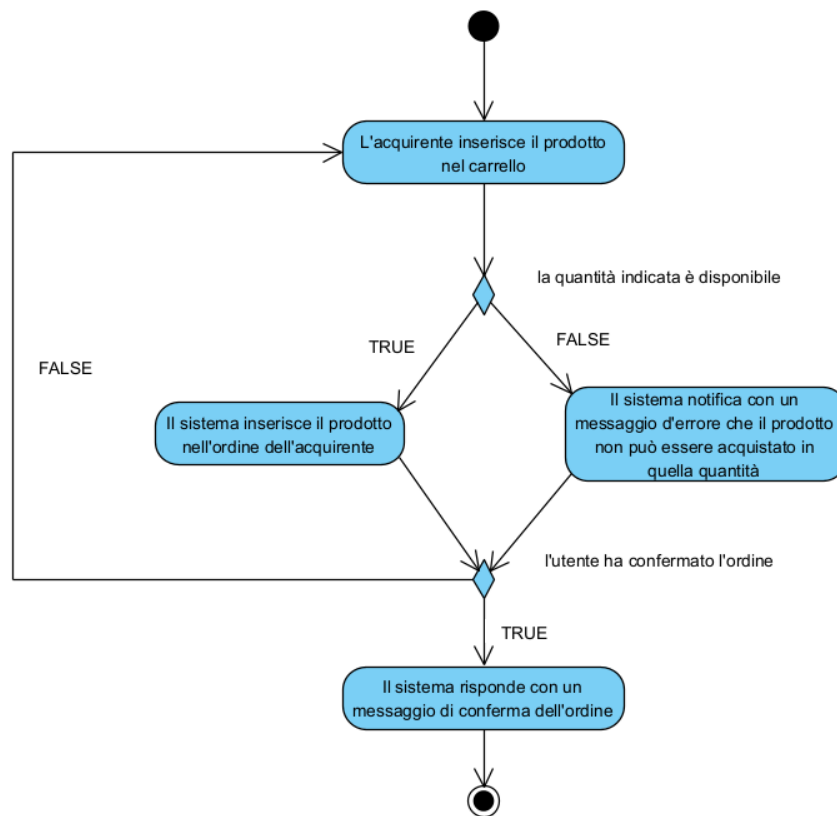 L'acquirente inserisce il prodotto
nel carrello
la quantità indicata è disponibile
TRUE
FALSE
FALSE
Il sistema inserisce il prodotto
nell'ordine dell'acquirente
Il sistema notifica con un
messaggio d'errore che il prodotto
non può essere acquistato in
quella quantità
l'utente ha confermato l'ordine
TRUE
Il sistema risponde con un
messaggio di conferma dell'ordine